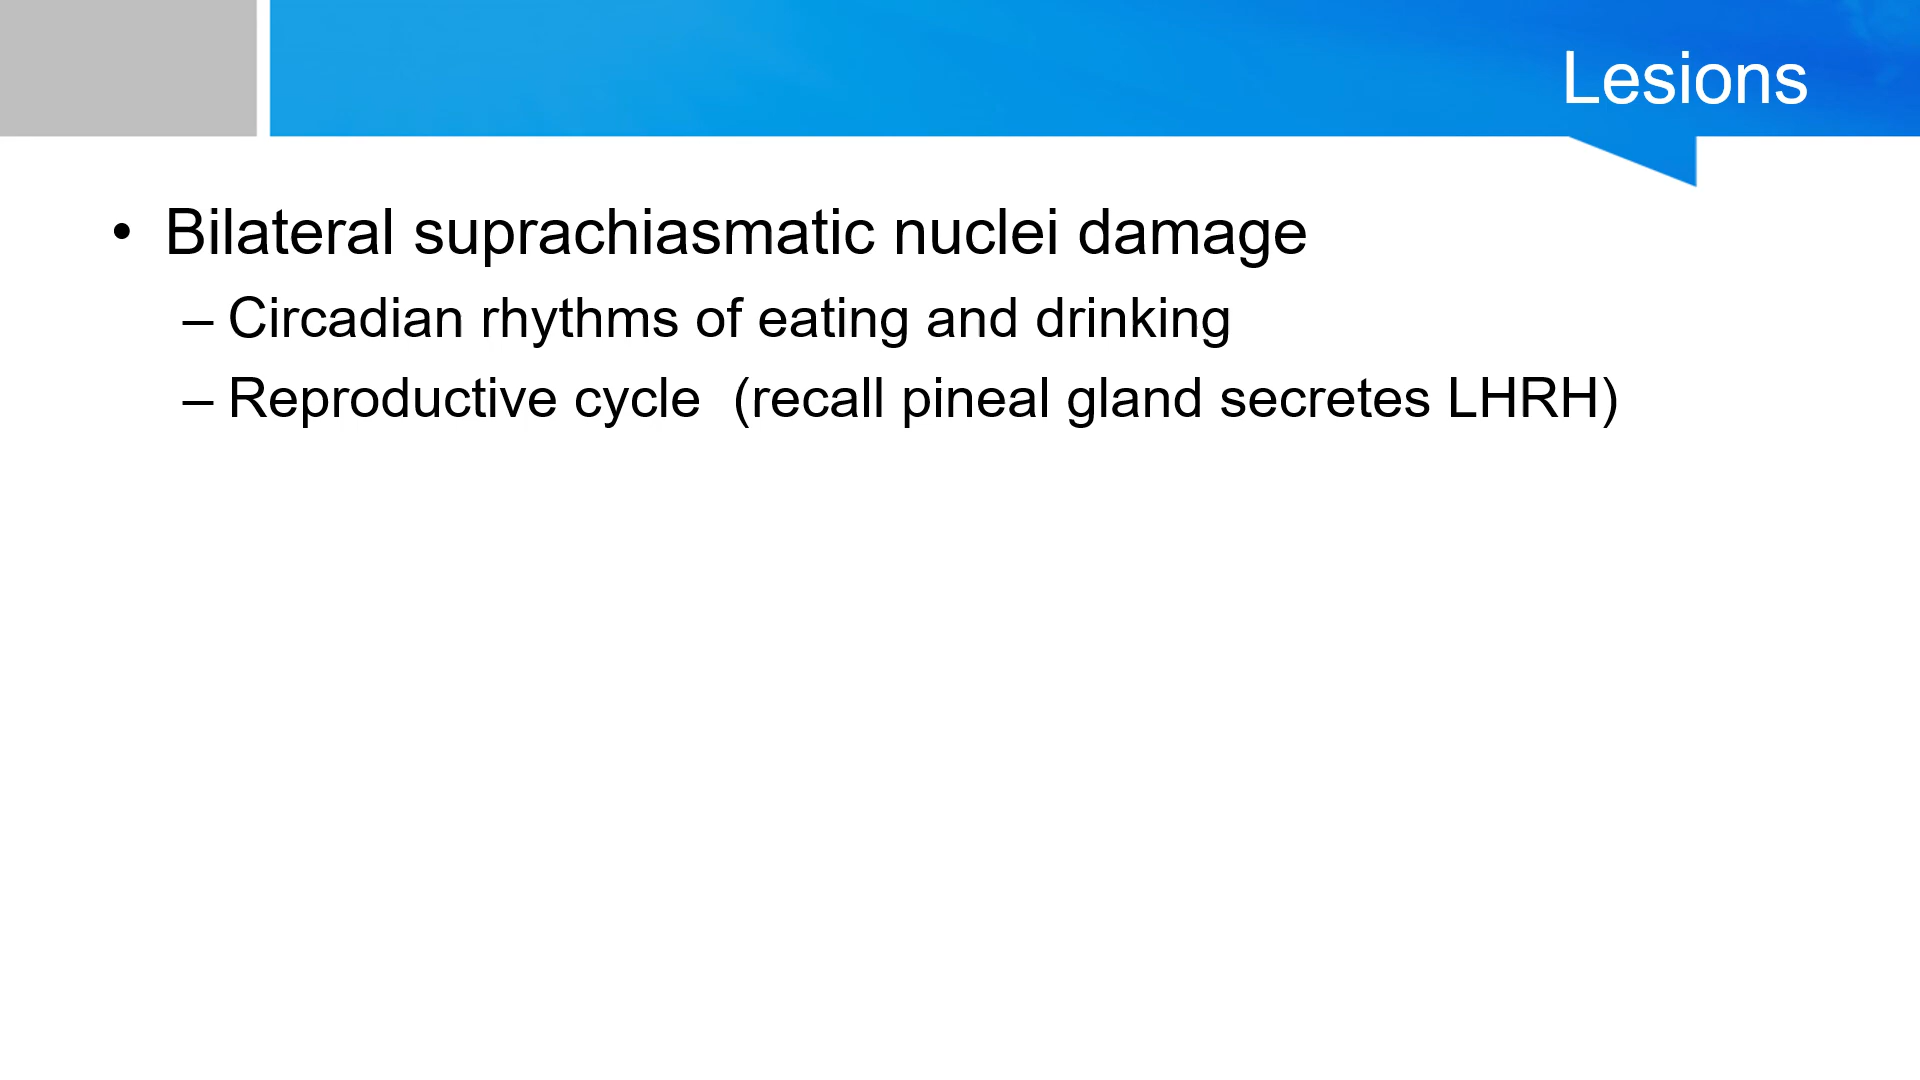 Lesions
• Bilateral suprachiasmatic nuclei damage
– Circadian rhythms of eating and drinking
– Reproductive cycle  (recall pineal gland secretes LHRH)